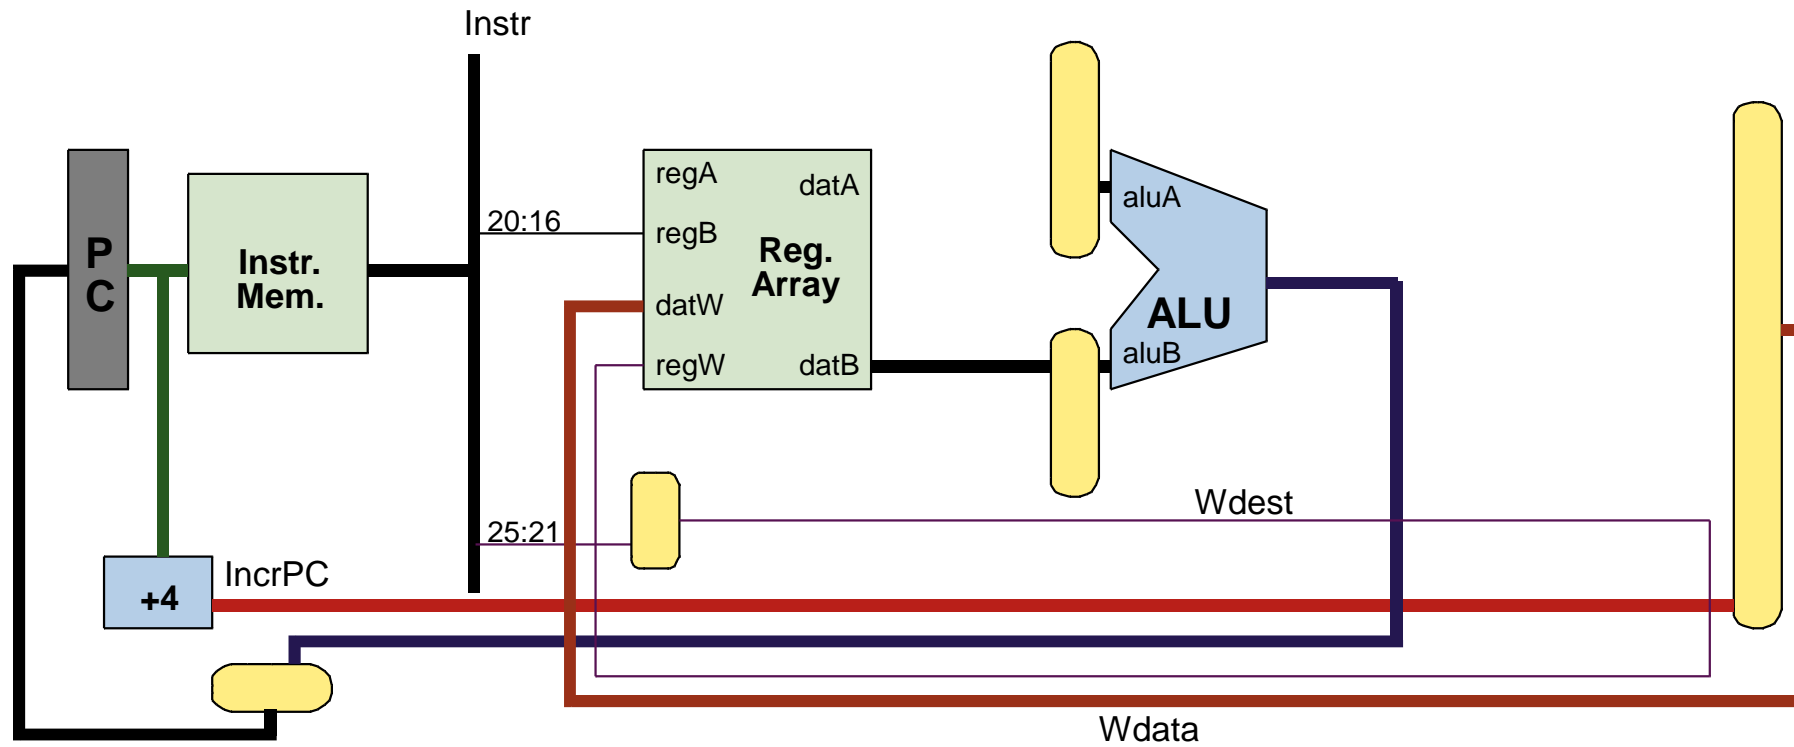 Instr
P
C
Instr.
Mem.
20:16
regA
regB
datW
regW
datA
Reg.
Array
datB
aluA
ALU
aluB
25:21
Wdest
+4
IncrPC
Wdata